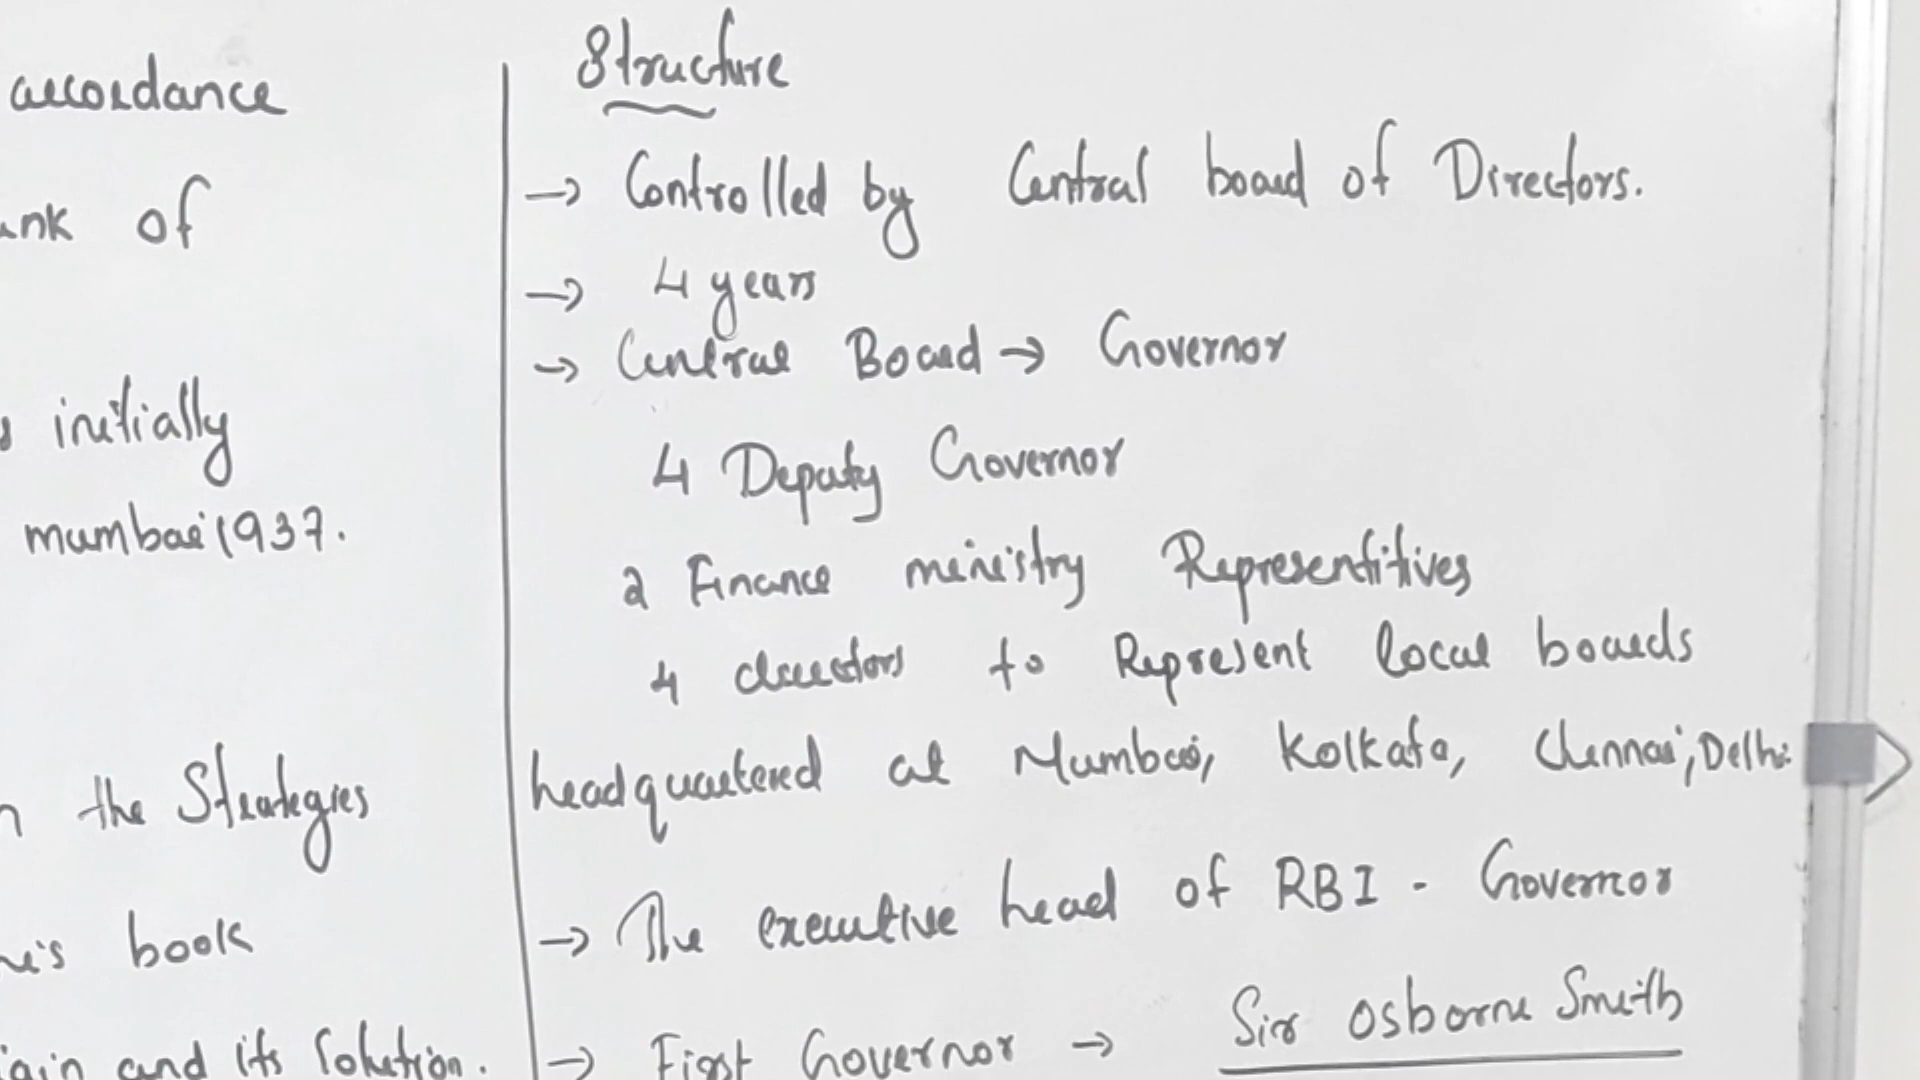 accordance
of
initially
mumbai 1937.
the Strategies
book
and its Solution.
Structure
→ Controlled by Central board of Directors.
→ 4 years
→ Central Board → Governor
4 Deputy Governor
2 Finance ministry Representitives
4 directors to Represent local boards
headquartered at Mumbai, Kolkata, Chennai, Delhi
→ The executive head of RBI - Governor
→ First Governor → Sir Osborne Smith